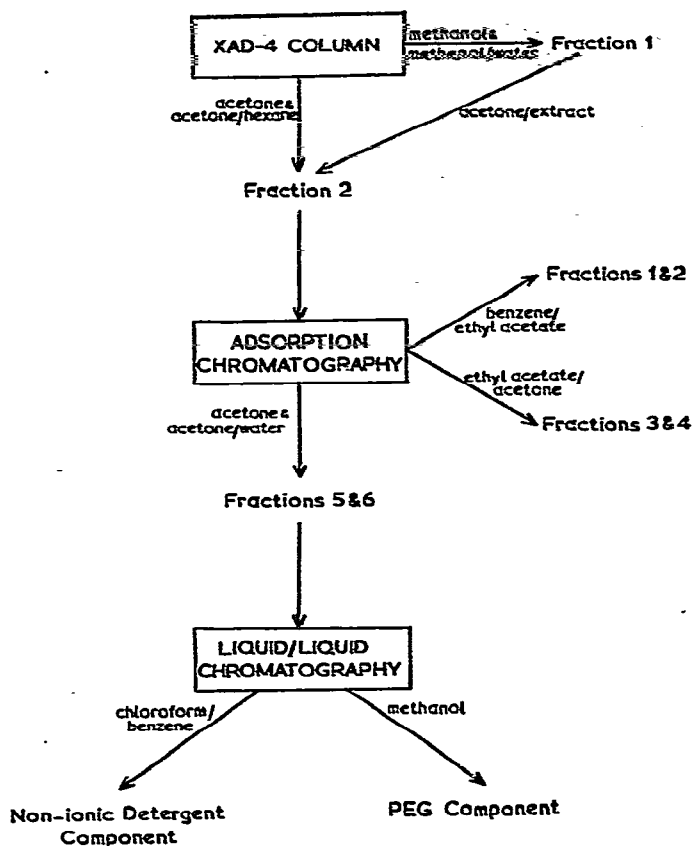 XAD-4 COLUMN
methanol&
methanol/water
Fraction 1
acetone&
acetone/hexane
acetone/extract
Fraction 2
Fractions 1&2
benzene/
ethyl acetate
ADSORPTION
CHROMATOGRAPHY
ethyl acetate/
acetone
Fractions 3&4
acetone&
acetone/water
Fractions 5&6
LIQUID/LIQUID
CHROMATOGRAPHY
chloroform/
benzene
methanol
Non-ionic Detergent
Component
PEG Component